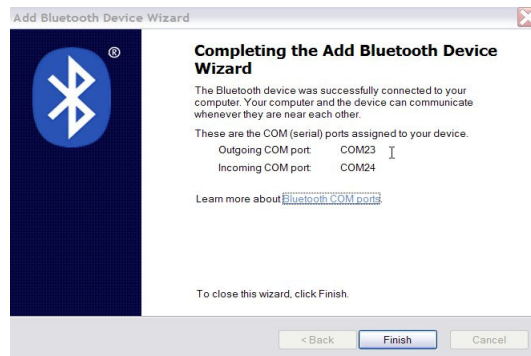 Add Bluetooth Device Wizard
®
Completing the Add Bluetooth Device
Wizard
The Bluetooth device was successfully connected to your
computer. Your computer and the device can communicate
whenever they are near each other.
These are the COM (serial) ports assigned to your device.
Outgoing COM port: COM23
Incoming COM port: COM24
Learn more about Bluetooth COM ports.
To close this wizard, click Finish.
< Back Finish Cancel